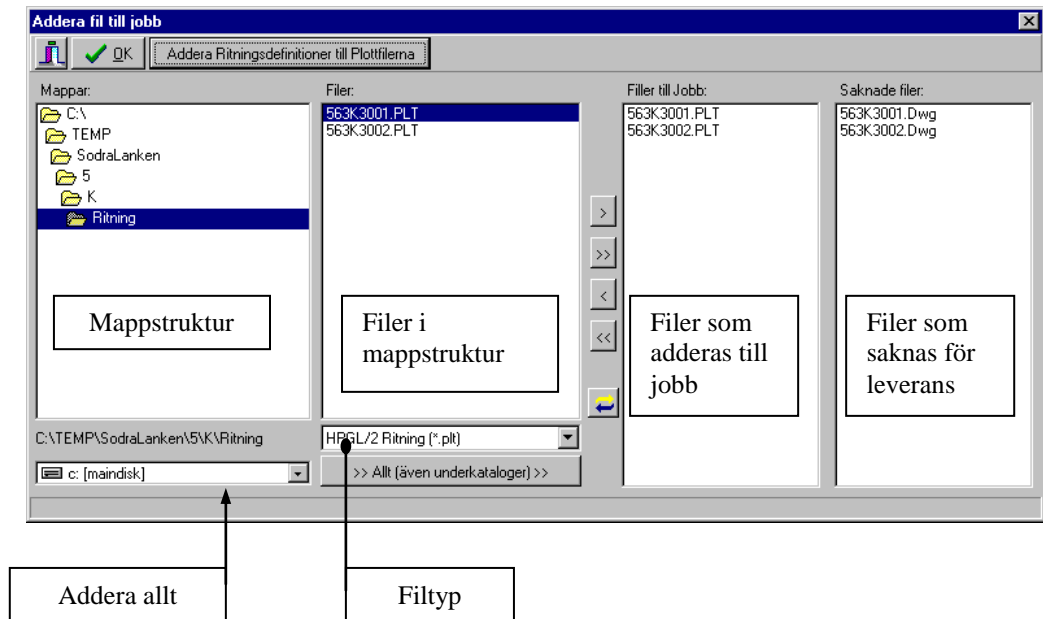 Addera fil till jobb
OK
Addera Ritningsdefinitioner till Plottfilerna
Mappar:
C:\
TEMP
SodraLanken
5
K
Ritning
Mappstruktur
C:\TEMP\SodraLanken\5\K\Ritning
c: [maindisk]
Filer:
563K3001.PLT
563K3002.PLT
Filer i
mappstruktur
HPGL/2 Ritning (*.plt)
>> Allt (även underkataloger) >>
>
>>
<
<<
Filler till Jobb:
563K3001.PLT
563K3002.PLT
Filer som
adderas till
jobb
Saknade filer:
563K3001.Dwg
563K3002.Dwg
Filer som
saknas för
leverans
Addera allt
Filtyp